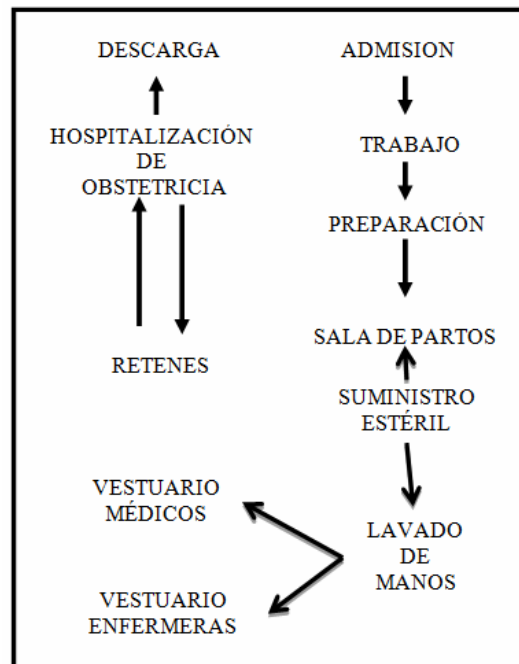 DESCARGA
HOSPITALIZACIÓN
DE
OBSTETRICIA
RETENES
ADMISION
TRABAJO
PREPARACIÓN
SALA DE PARTOS
SUMINISTRO
ESTÉRIL
LAVADO
DE
MANOS
VESTUARIO
MÉDICOS
VESTUARIO
ENFERMERAS